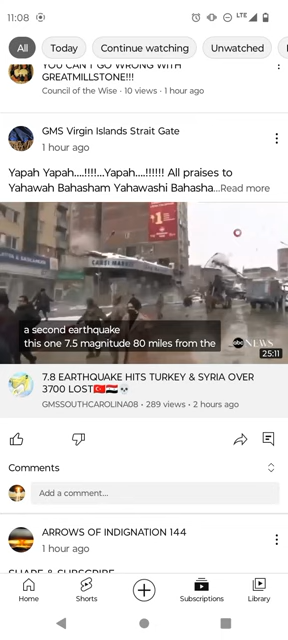 11:08
LTE
All Today Continue watching Unwatched
YOU CAN'T GO WRONG WITH
GREATMILLSTONE!!!
Council of the Wise · 10 views · 1 hour ago
GMS Virgin Islands Strait Gate
1 hour ago
Yapah Yapah....!!!!...Yapah....!!!!!! All praises to
Yahawah Bahasham Yahawashi Bahasha...Read more
a second earthquake
this one 7.5 magnitude 80 miles from the
abc NEWS
25:11
7.8 EARTHQUAKE HITS TURKEY & SYRIA OVER
3700 LOST🇹🇷🇸🇾💀
GMSSOUTHCAROLINA08 · 289 views · 2 hours ago
Comments
Add a comment...
ARROWS OF INDIGNATION 144
1 hour ago
SHARE & SUBSCRIBE
Home Shorts Subscriptions Library